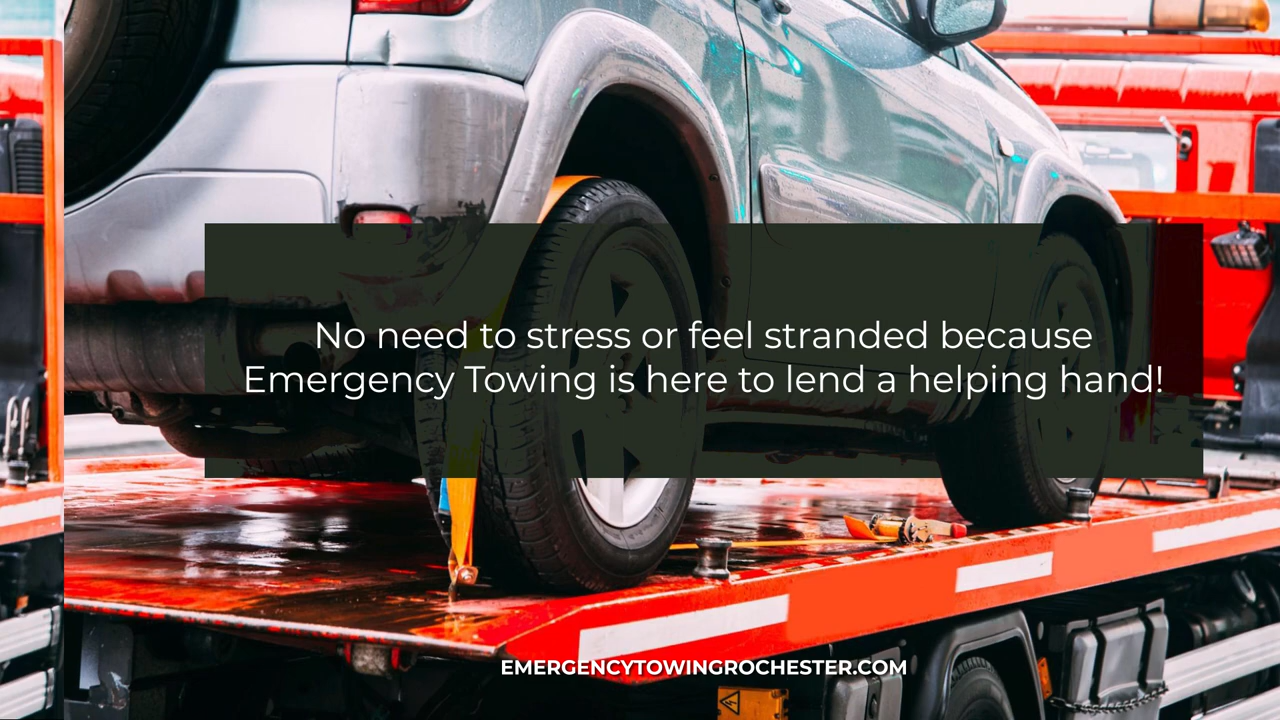 No need to stress or feel stranded because
Emergency Towing is here to lend a helping hand!
EMERGENCYTOWINGROCHESTER.COM